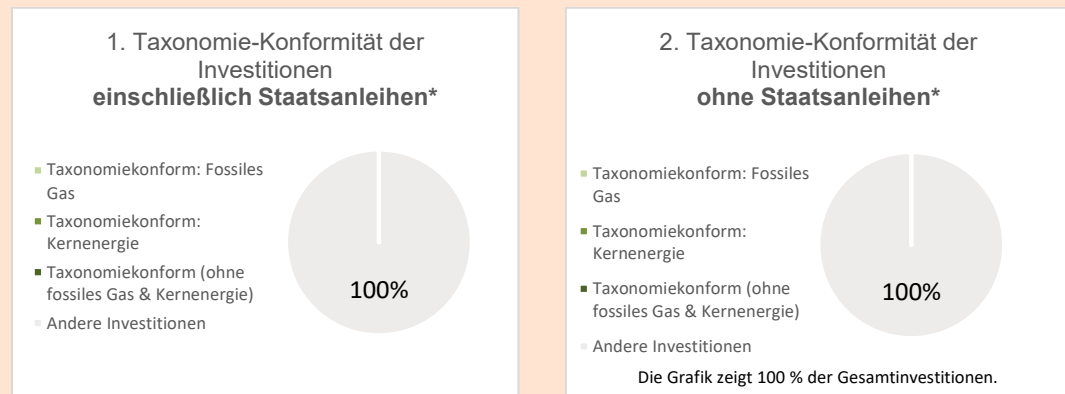 1. Taxonomie-Konformität der
Investitionen
einschließlich Staatsanleihen*
Taxonomiekonform: Fossiles
Gas
Taxonomiekonform:
Kernenergie
Taxonomiekonform (ohne
fossiles Gas & Kernenergie)
Andere Investitionen
100%
2. Taxonomie-Konformität der
Investitionen
ohne Staatsanleihen*
Taxonomiekonform: Fossiles
Gas
Taxonomiekonform:
Kernenergie
Taxonomiekonform (ohne
fossiles Gas & Kernenergie)
Andere Investitionen
100%
Die Grafik zeigt 100 % der Gesamtinvestitionen.